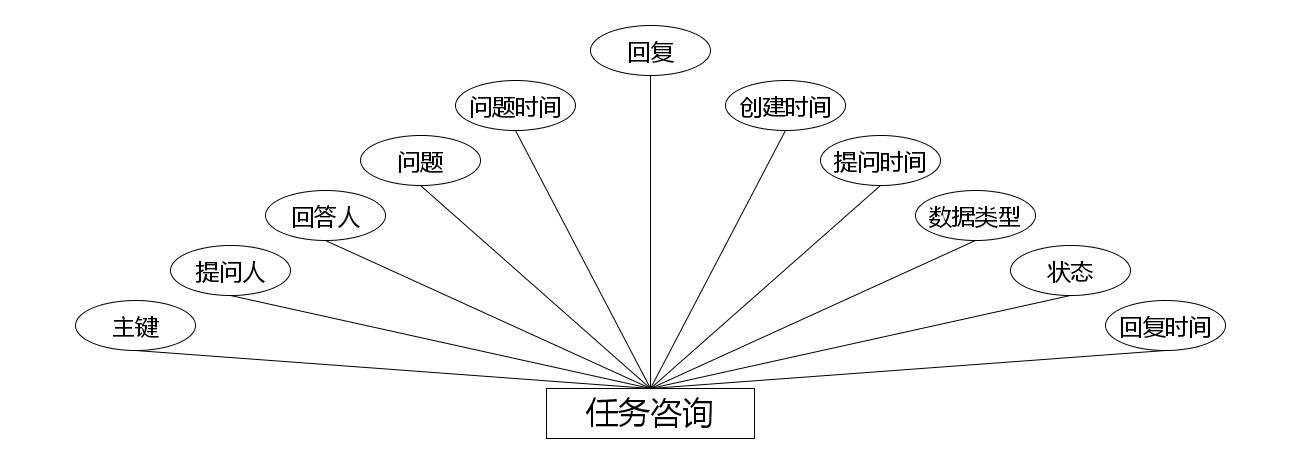 回复
问题时间
创建时间
问题
提问时间
回答人
数据类型
提问人
状态
主键
回复时间
任务咨询